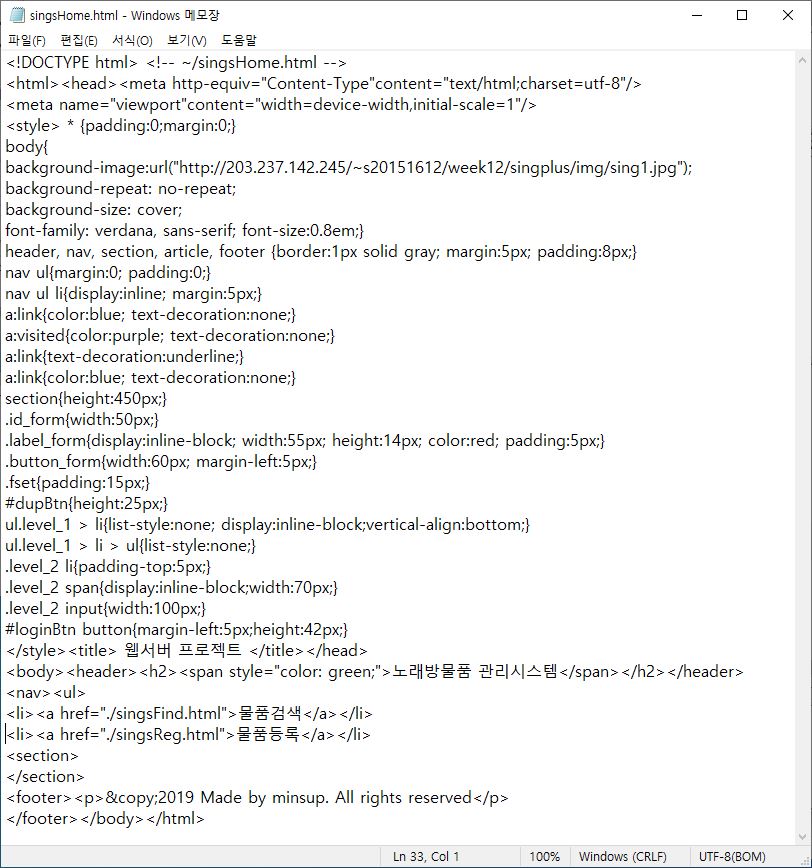 singsHome.html - Windows 메모장
파일(F) 편집(E) 서식(O) 보기(V) 도움말
<!DOCTYPE html> <!-- ~/singsHome.html -->
<html><head><meta http-equiv="Content-Type"content="text/html;charset=utf-8"/>
<meta name="viewport"content="width=device-width,initial-scale=1"/>
<style> * {padding:0;margin:0;}
body{
background-image:url("http://203.237.142.245/~s20151612/week12/singplus/img/sing1.jpg");
background-repeat: no-repeat;
background-size: cover;
font-family: verdana, sans-serif; font-size:0.8em;}
header, nav, section, article, footer {border:1px solid gray; margin:5px; padding:8px;}
nav ul{margin:0; padding:0;}
nav ul li{display:inline; margin:5px;}
a:link{color:blue; text-decoration:none;}
a:visited{color:purple; text-decoration:none;}
a:link{text-decoration:underline;}
a:link{color:blue; text-decoration:none;}
section{height:450px;}
.id_form{width:50px;}
.label_form{display:inline-block; width:55px; height:14px; color:red; padding:5px;}
.button_form{width:60px; margin-left:5px;}
.fset{padding:15px;}
#dupBtn{height:25px;}
ul.level_1 > li{list-style:none; display:inline-block;vertical-align:bottom;}
ul.level_1 > li > ul{list-style:none;}
.level_2 li{padding-top:5px;}
.level_2 span{display:inline-block;width:70px;}
.level_2 input{width:100px;}
#loginBtn button{margin-left:5px;height:42px;}
</style><title> 웹서버 프로젝트 </title></head>
<body><header><h2><span style="color: green;">노래방물품 관리시스템</span></h2></header>
<nav><ul>
<li><a href="./singsFind.html">물품검색</a></li>
<li><a href="./singsReg.html">물품등록</a></li>
<section>
</section>
<footer><p>&copy;2019 Made by minsup. All rights reserved</p>
</footer></body></html>
Ln 33, Col 1 100% Windows (CRLF) UTF-8(BOM)